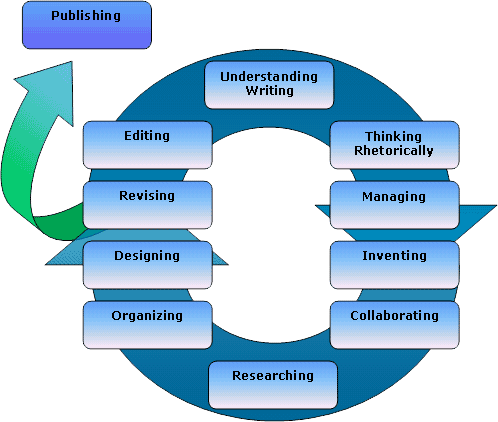 Publishing
Understanding
Writing
Editing
Thinking
Rhetorically
Revising
Managing
Designing
Inventing
Organizing
Collaborating
Researching